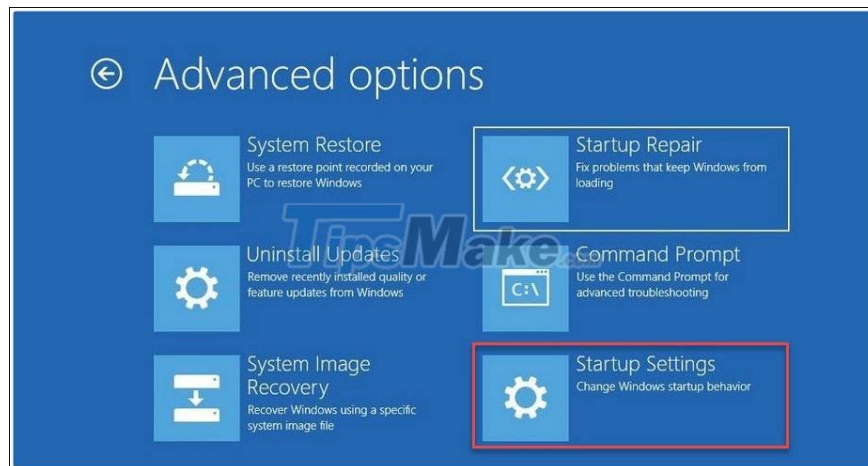 Advanced options
System Restore
Use a restore point recorded on your
PC to restore Windows
Startup Repair
Fix problems that keep Windows from
loading
TipsMake.com
Uninstall Updates
Remove recently installed quality or
feature updates from Windows
Command Prompt
Use the Command Prompt for
advanced troubleshooting
C:\
System Image
Recovery
Recover Windows using a specific
system image file
Startup Settings
Change Windows startup behavior